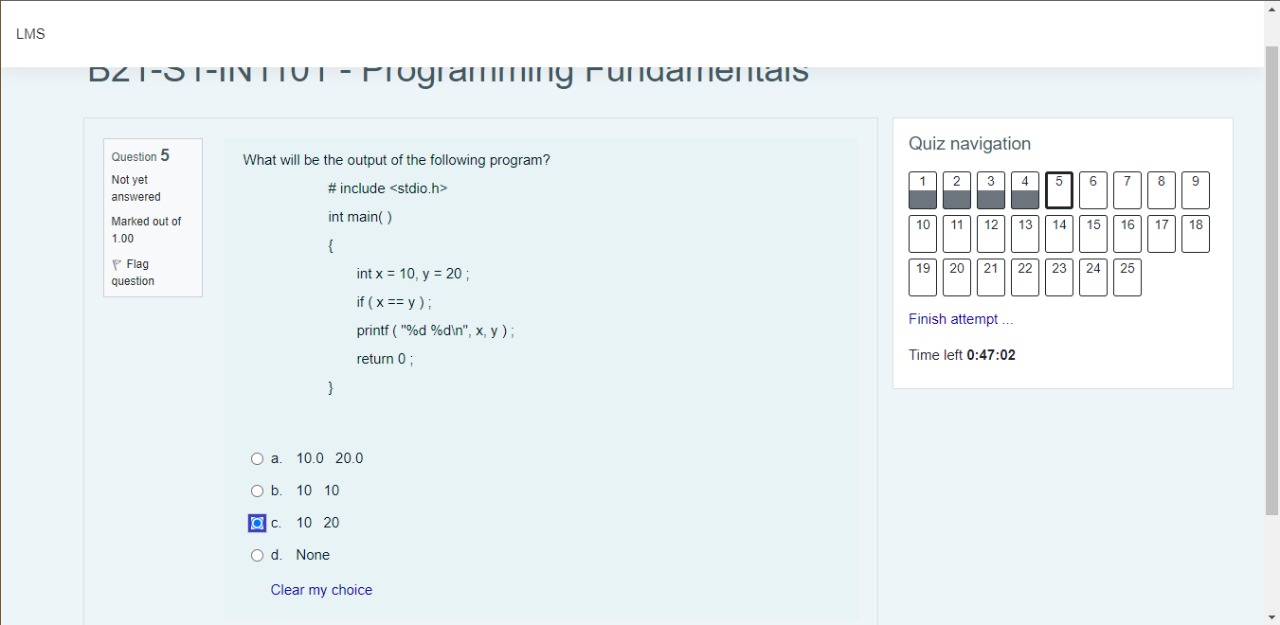 LMS
B21-S1-IN1101 - Programming Fundamentals
Question 5
Not yet
answered
Marked out of
1.00
Flag
question
What will be the output of the following program?
# include <stdio.h>
int main( )
{
int x = 10, y = 20 ;
if ( x == y ) ;
printf ( "%d %d\n", x, y ) ;
return 0 ;
}
a. 10.0 20.0
b. 10 10
c. 10 20
d. None
Clear my choice
Quiz navigation
1 2 3 4 5 6 7 8 9
10 11 12 13 14 15 16 17 18
19 20 21 22 23 24 25
Finish attempt ...
Time left 0:47:02